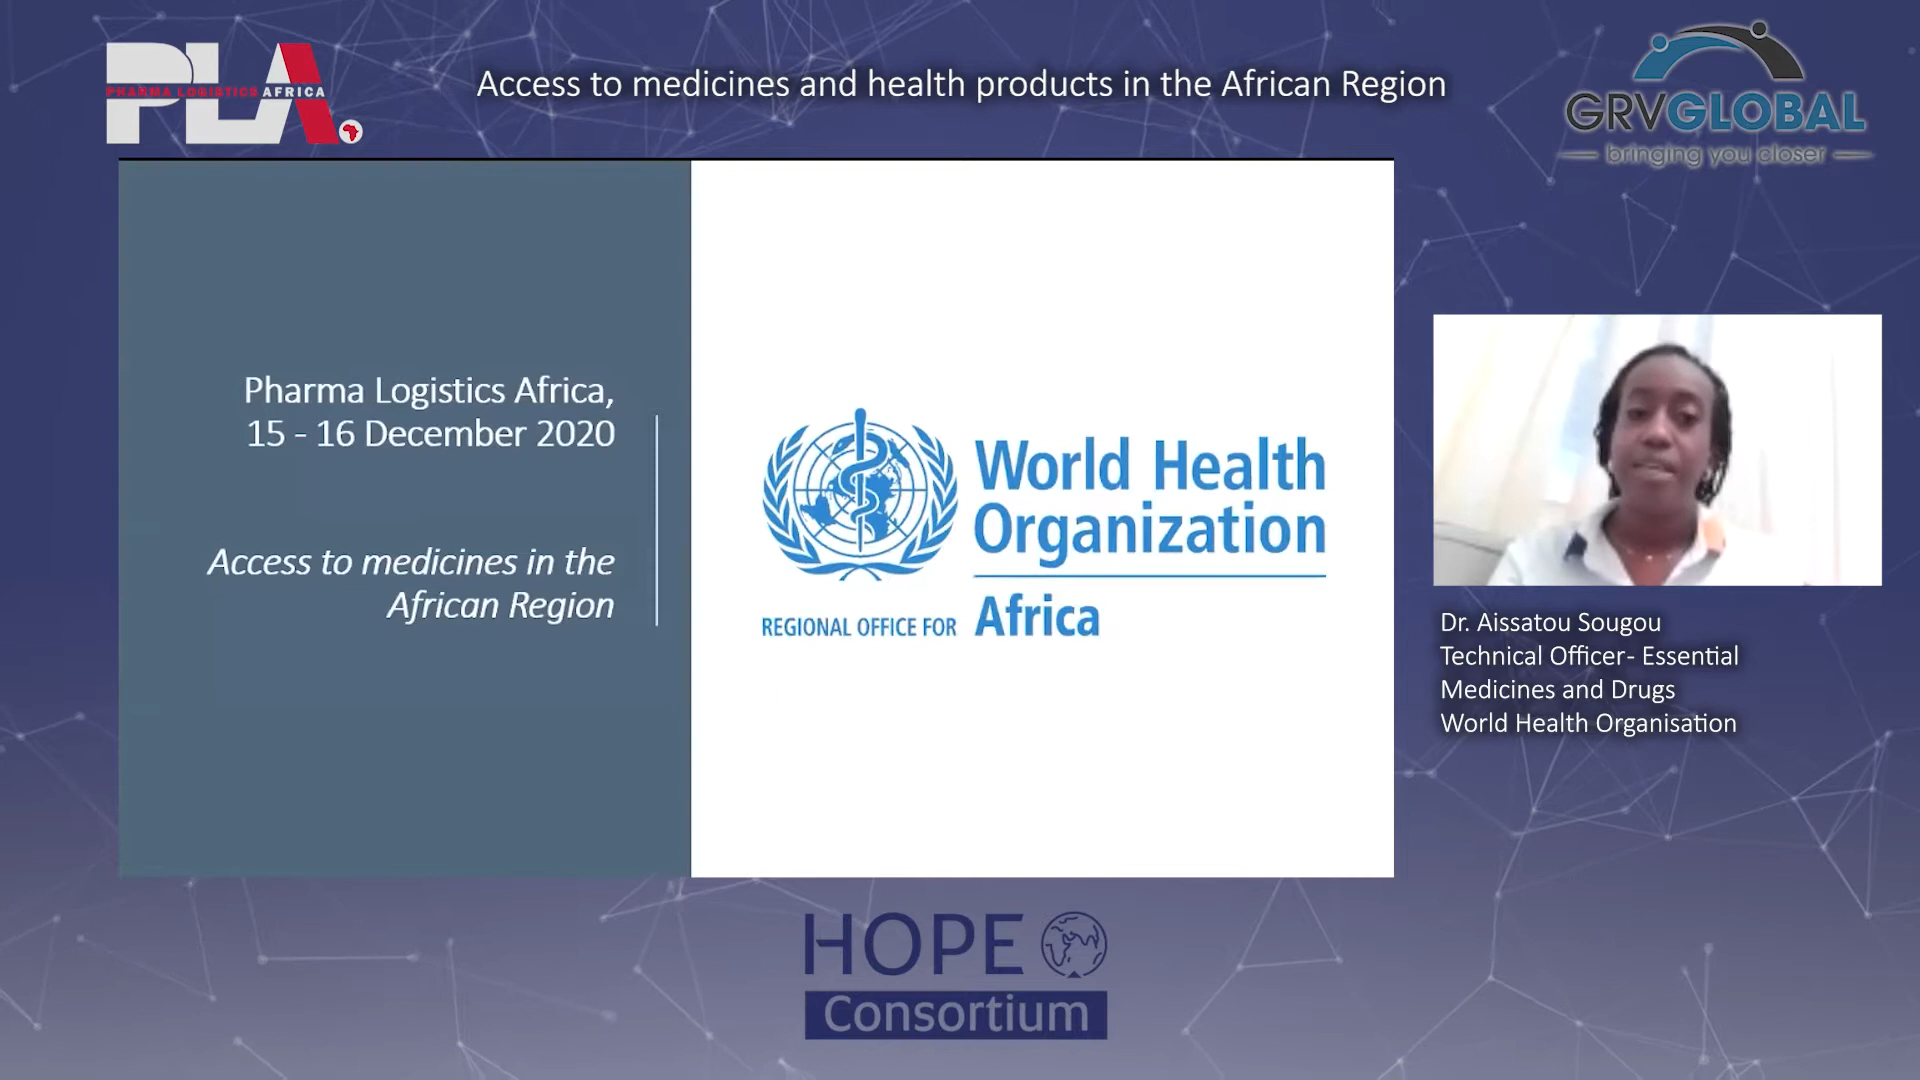 PLA.
PHARMA LOGISTICS AFRICA
Access to medicines and health products in the African Region
GRVGLOBAL
bringing you closer
Pharma Logistics Africa,
15 - 16 December 2020
Access to medicines in the
African Region
World Health
Organization
REGIONAL OFFICE FOR Africa
Dr. Aissatou Sougou
Technical Officer- Essential
Medicines and Drugs
World Health Organisation
HOPE
Consortium